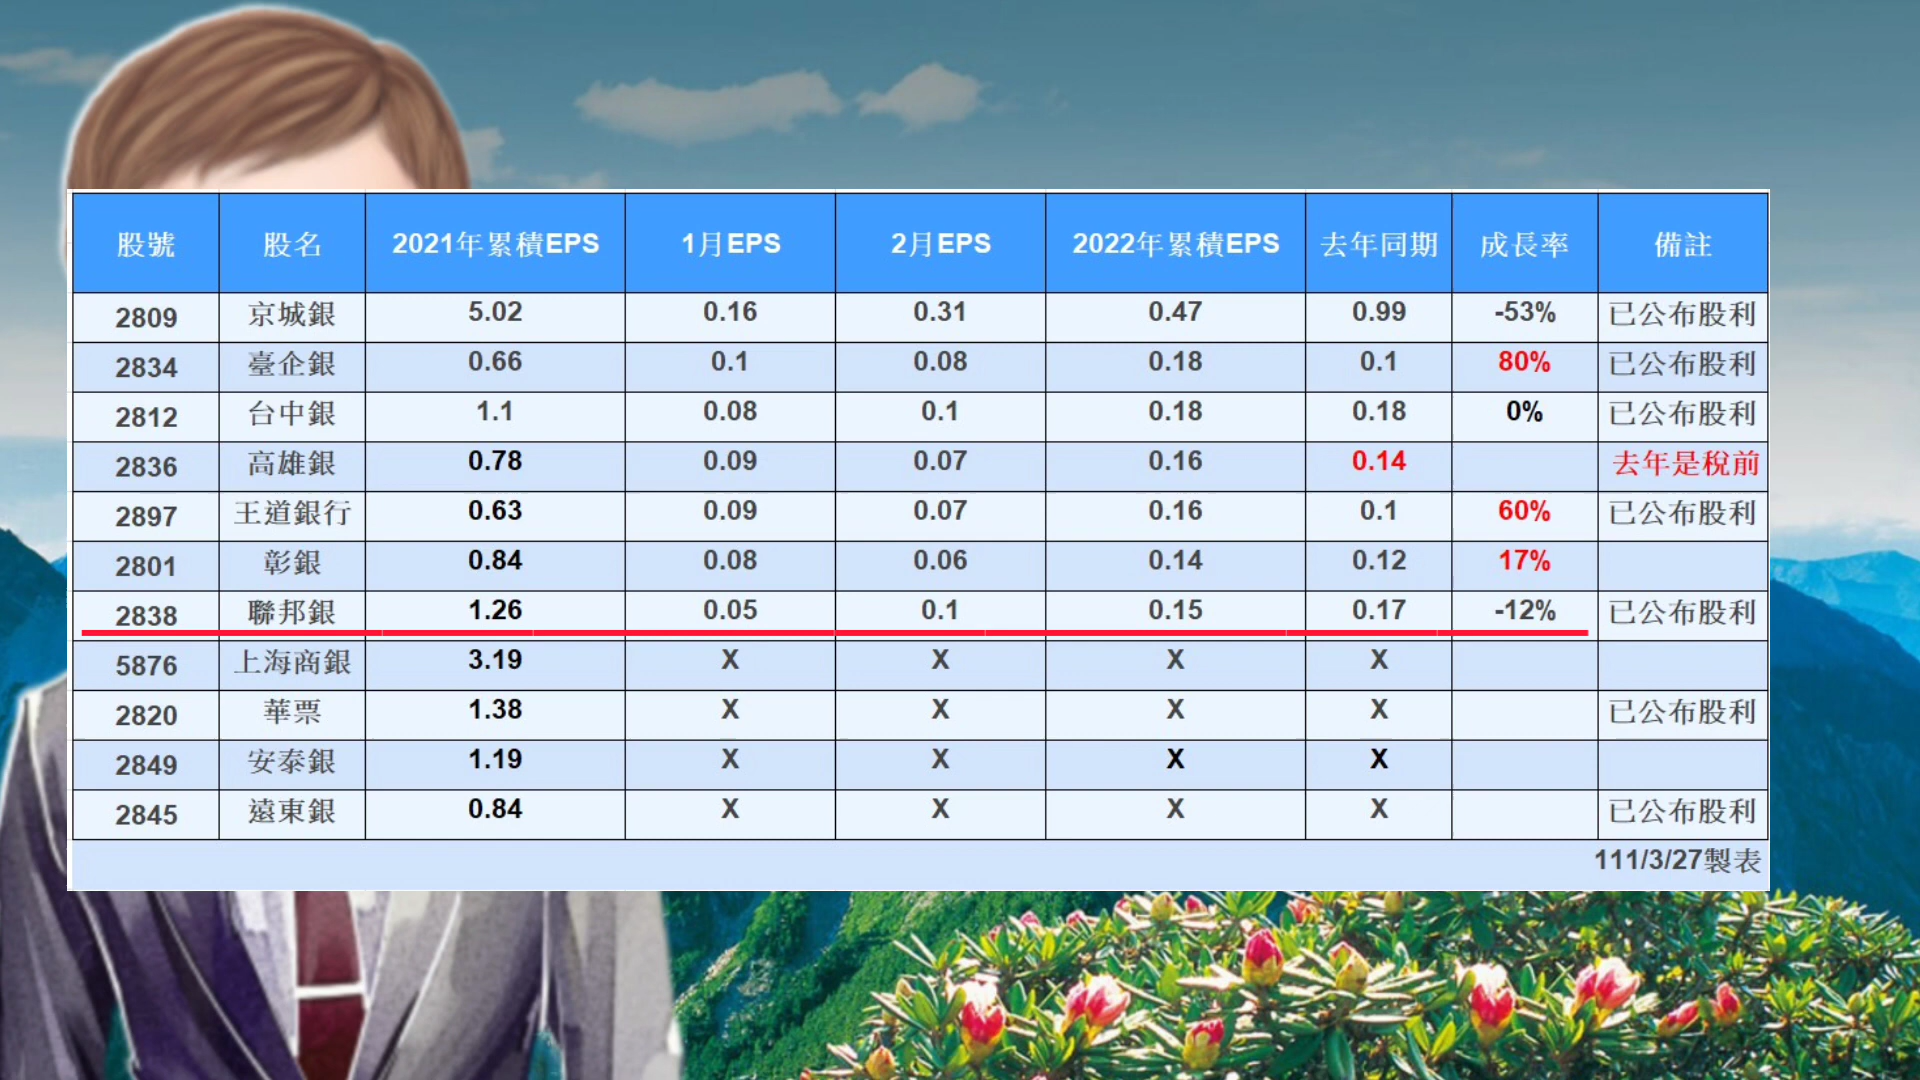 股號 股名 2021年累積EPS 1月EPS 2月EPS 2022年累積EPS 去年同期 成長率 備註
2809 京城銀 5.02 0.16 0.31 0.47 0.99 -53% 已公布股利
2834 臺企銀 0.66 0.1 0.08 0.18 0.1 80% 已公布股利
2812 台中銀 1.1 0.08 0.1 0.18 0.18 0% 已公布股利
2836 高雄銀 0.78 0.09 0.07 0.16 0.14 去年是稅前
2897 王道銀行 0.63 0.09 0.07 0.16 0.1 60% 已公布股利
2801 彰銀 0.84 0.08 0.06 0.14 0.12 17%
2838 聯邦銀 1.26 0.05 0.1 0.15 0.17 -12% 已公布股利
5876 上海商銀 3.19 X X X X
2820 華票 1.38 X X X X 已公布股利
2849 安泰銀 1.19 X X X X
2845 遠東銀 0.84 X X X X 已公布股利
111/3/27製表